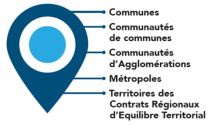 Communes
Communautés
de communes
Communautés
d'Agglomérations
Métropoles
Territoires des
Contrats Régionaux
d'Equilibre Territorial